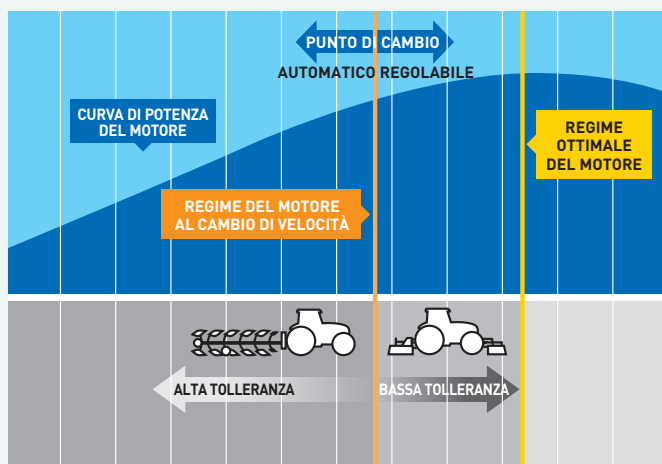 PUNTO DI CAMBIO
AUTOMATICO REGOLABILE
CURVA DI POTENZA
DEL MOTORE
REGIME
OTTIMALE
DEL MOTORE
REGIME DEL MOTORE
AL CAMBIO DI VELOCITÀ
ALTA TOLLERANZA
BASSA TOLLERANZA